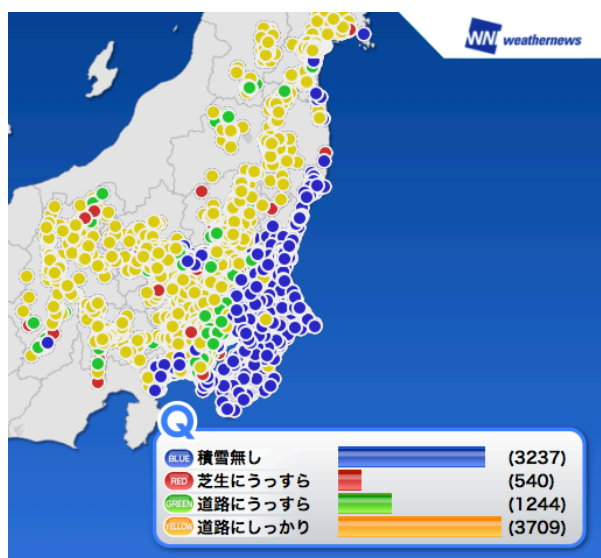 WNI weathernews
Q
BLUE 積雪無し (3237)
RED 芝生にうっすら (540)
GREEN 道路にうっすら (1244)
YELLOW 道路にしっかり (3709)